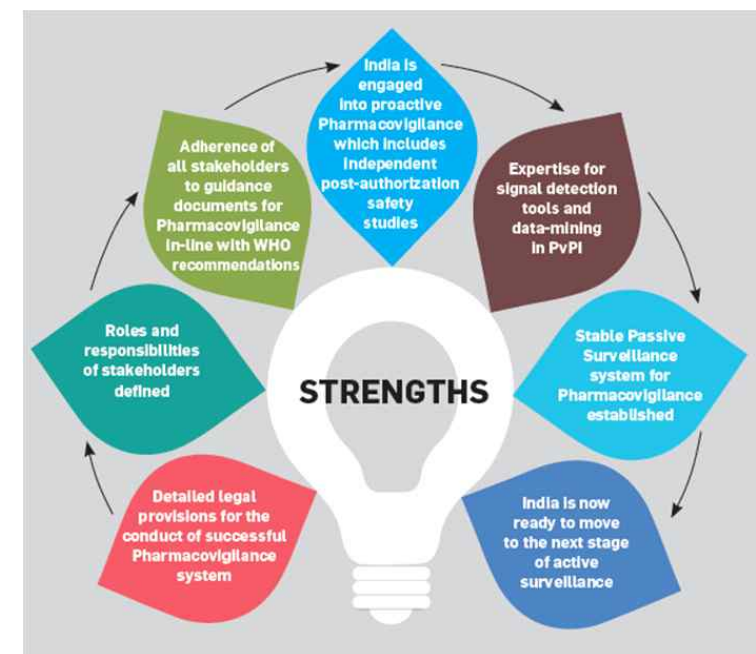 India is
engaged
into proactive
Pharmacovigilance
which includes
independent
post-authorization
safety
studies
Adherence of
all stakeholders
to guidance
documents for
Pharmacovigilance
in-line with WHO
recommendations
Expertise for
signal detection
tools and
data-mining
in PvPI
Roles and
responsibilities
of stakeholders
defined
STRENGTHS
Stable Passive
Surveillance
system for
Pharmacovigilance
established
Detailed legal
provisions for the
conduct of successful
Pharmacovigilance
system
India is now
ready to move
to the next stage
of active
surveillance